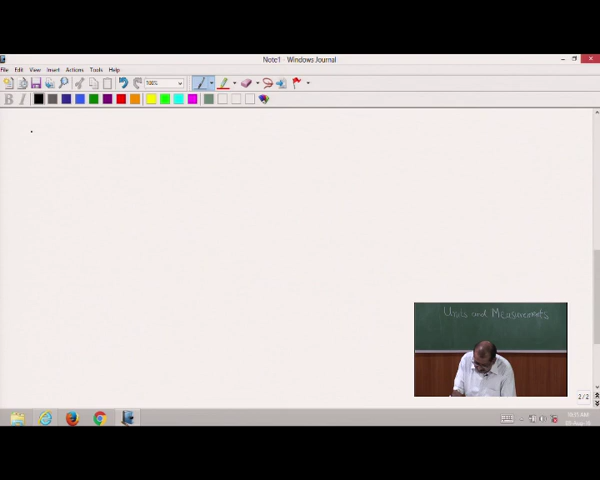 Note1 - Windows Journal
File Edit View Insert Actions Tools Help
100%
B I
Units and Measurements
2/2